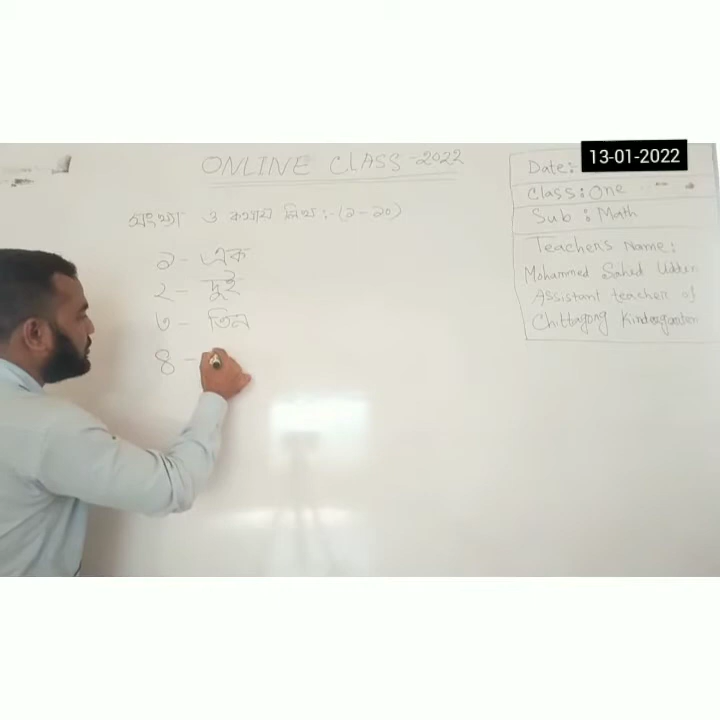 ONLINE CLASS-2022
সংখ্যা ও কথায় লিখ :- (১-১০)
১- এক
২- দুই
৩- তিন
৪-
Date: 13-01-2022
Class: One
Sub : Math
Teachers Name:
Mohammed Sahid Uddin
Assistant teacher of
Chittagong Kindergarten